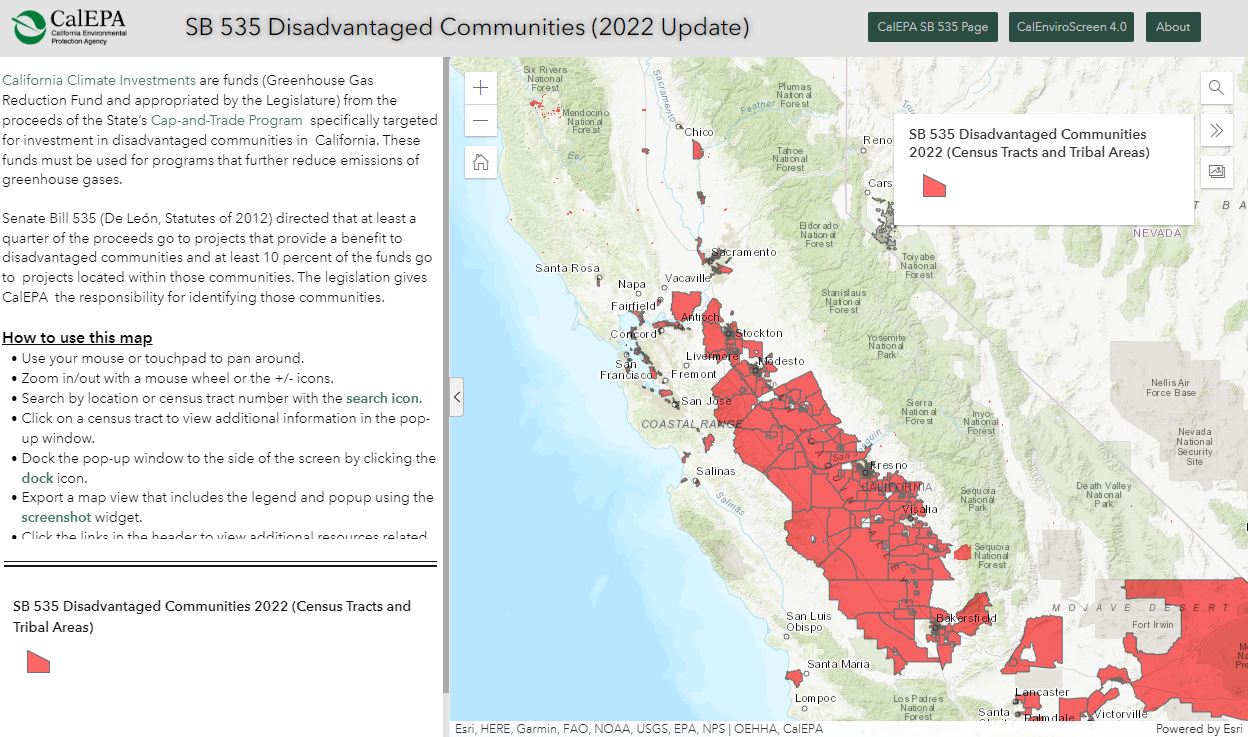 CalEPA
California Environmental
Protection Agency
SB 535 Disadvantaged Communities (2022 Update)
CalEPA SB 535 Page
CalEnviroScreen 4.0
About
California Climate Investments are funds (Greenhouse Gas
Reduction Fund and appropriated by the Legislature) from the
proceeds of the State's Cap-and-Trade Program specifically targeted
for investment in disadvantaged communities in California. These
funds must be used for programs that further reduce emissions of
greenhouse gases.
Senate Bill 535 (De León, Statutes of 2012) directed that at least a
quarter of the proceeds go to projects that provide a benefit to
disadvantaged communities and at least 10 percent of the funds go
to projects located within those communities. The legislation gives
CalEPA the responsibility for identifying those communities.
How to use this map
• Use your mouse or touchpad to pan around.
• Zoom in/out with a mouse wheel or the +/- icons.
• Search by location or census tract number with the search icon.
• Click on a census tract to view additional information in the pop-
up window.
• Dock the pop-up window to the side of the screen by clicking the
dock icon.
• Export a map view that includes the legend and popup using the
screenshot widget.
• Click the links in the header to view additional resources related
SB 535 Disadvantaged Communities 2022 (Census Tracts and
Tribal Areas)
SB 535 Disadvantaged Communities
2022 (Census Tracts and Tribal Areas)
Six Rivers
National
Forest
Mendocino
National
Forest
Eel
Sacramento
Feather
Plumas
National
Forest
Chico
Tahoe
National
Forest
Reno
Cars
T B A
NEVADA
Eldorado
National
Forest
Toiyabe
National
Forest
Sacramento
Santa Rosa
Napa
Vacaville
Fairfield
Antioch
Concord
Stockton
Stanislaus
National
Forest
Yosemite
National
Park
Livermore
Modesto
San
Francisco
Fremont
San Jose
COASTAL RANGE
Sierra
National
Forest
Inyo
National
Forest
Nellis Air
Force Base
Nevada
National
Security
Site
Salinas
Salinas
San Joaquin
Fresno
CALIFORNIA
Visalia
Sequoia
National
Park
Death Valley
National
Park
Sequoia
National
Forest
San Luis
Obispo
Bakersfield
MOJAVE DESERT
Fort Irwin
Santa Maria
Lompoc
Los Padres
National
Forest
Lancaster
Santa
Palmdale
Victorville
Esri, HERE, Garmin, FAO, NOAA, USGS, EPA, NPS | OEHHA, CalEPA
Powered by Esri